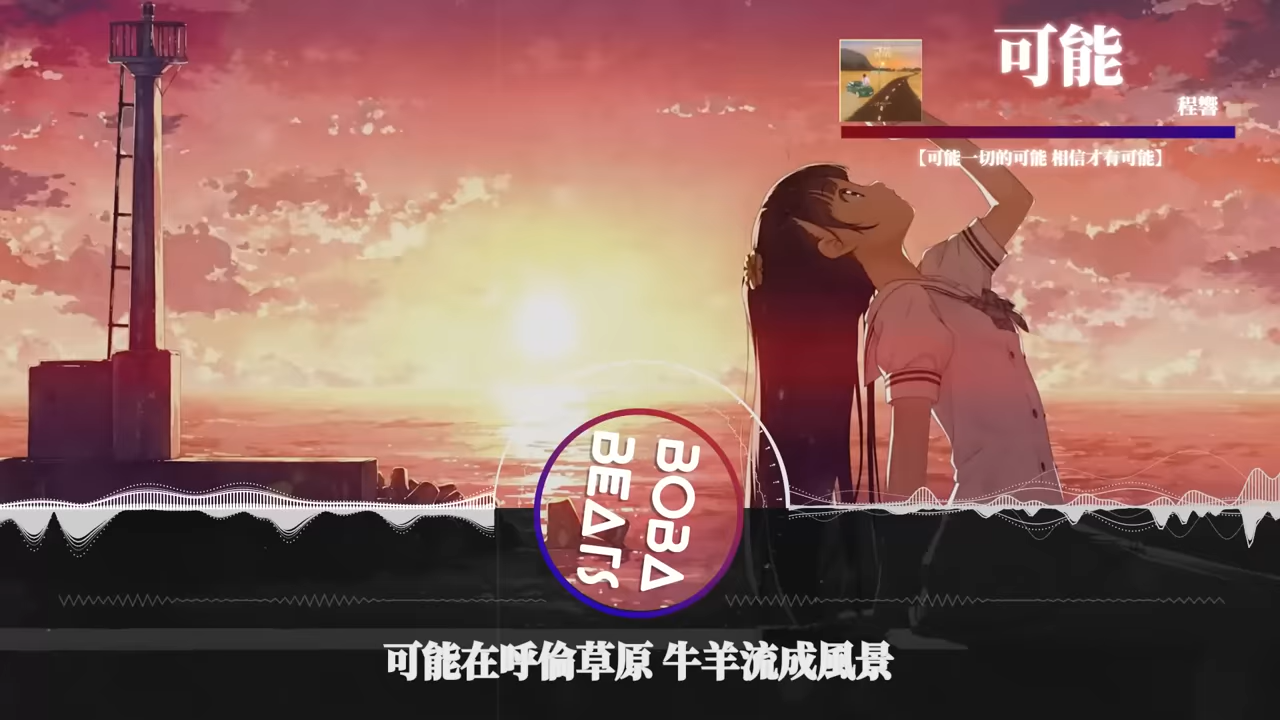 可能
程響
【可能一切的可能 相信才有可能】
BOBA
BEATS
可能在呼倫草原 牛羊流成風景